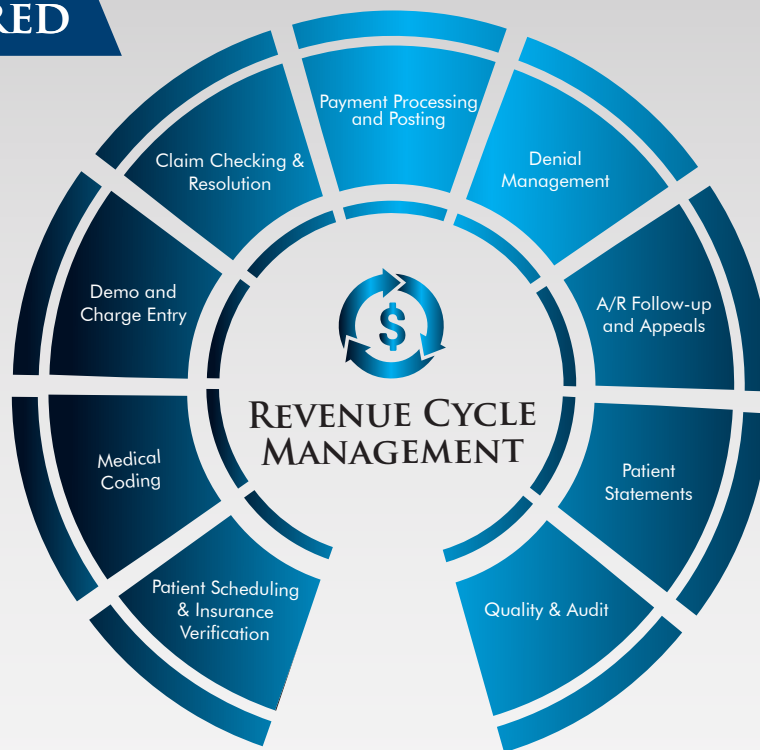 Payment Processing
and Posting
Claim Checking &
Resolution
Denial
Management
Demo and
Charge Entry
A/R Follow-up
and Appeals
$
REVENUE CYCLE
MANAGEMENT
Medical
Coding
Patient
Statements
Patient Scheduling
& Insurance
Verification
Quality & Audit